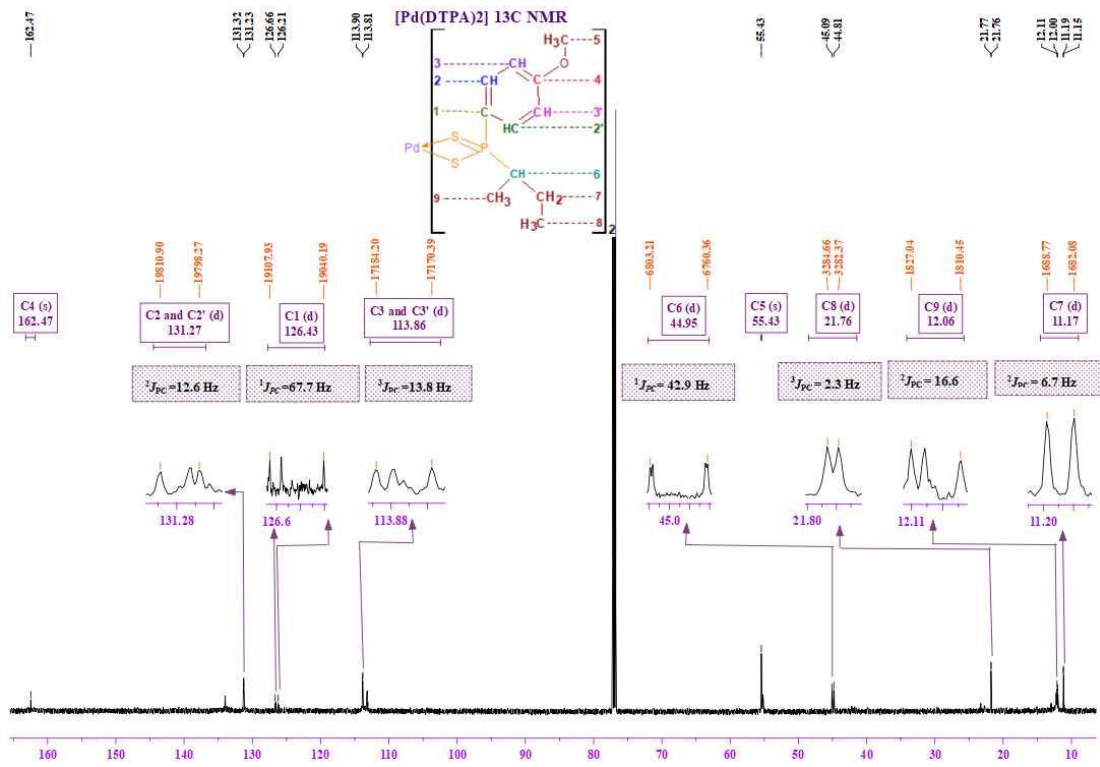 [Pd(DTPA)2] 13C NMR
162.47
131.32
131.23
126.66
126.21
113.90
113.81
55.43
45.09
44.81
21.77
21.76
12.11
12.00
11.19
11.15
H₃C 5
O
3 CH
2 CH 4
1 C CH 3'
HC 2'
S
Pd P
S
CH 6
9 CH₃ CH₂ 7
H₃C 8
2
19810.90
19798.27
19107.93
19040.19
17184.20
17170.39
6803.21
6760.36
3284.66
3282.37
1827.04
1810.45
1688.77
1682.08
C4 (s)
162.47
C2 and C2' (d)
131.27
C1 (d)
126.43
C3 and C3' (d)
113.86
C6 (d)
44.95
C5 (s)
55.43
C8 (d)
21.76
C9 (d)
12.06
C7 (d)
11.17
²J_PC =12.6 Hz
¹J_PC= 67.7 Hz
³J_PC=13.8 Hz
¹J_PC= 42.9 Hz
³J_PC= 2.3 Hz
²J_PC= 16.6
²J_PC= 6.7 Hz
131.28 126.6 113.88 45.0 21.80 12.11 11.20
160 150 140 130 120 110 100 90 80 70 60 50 40 30 20 10